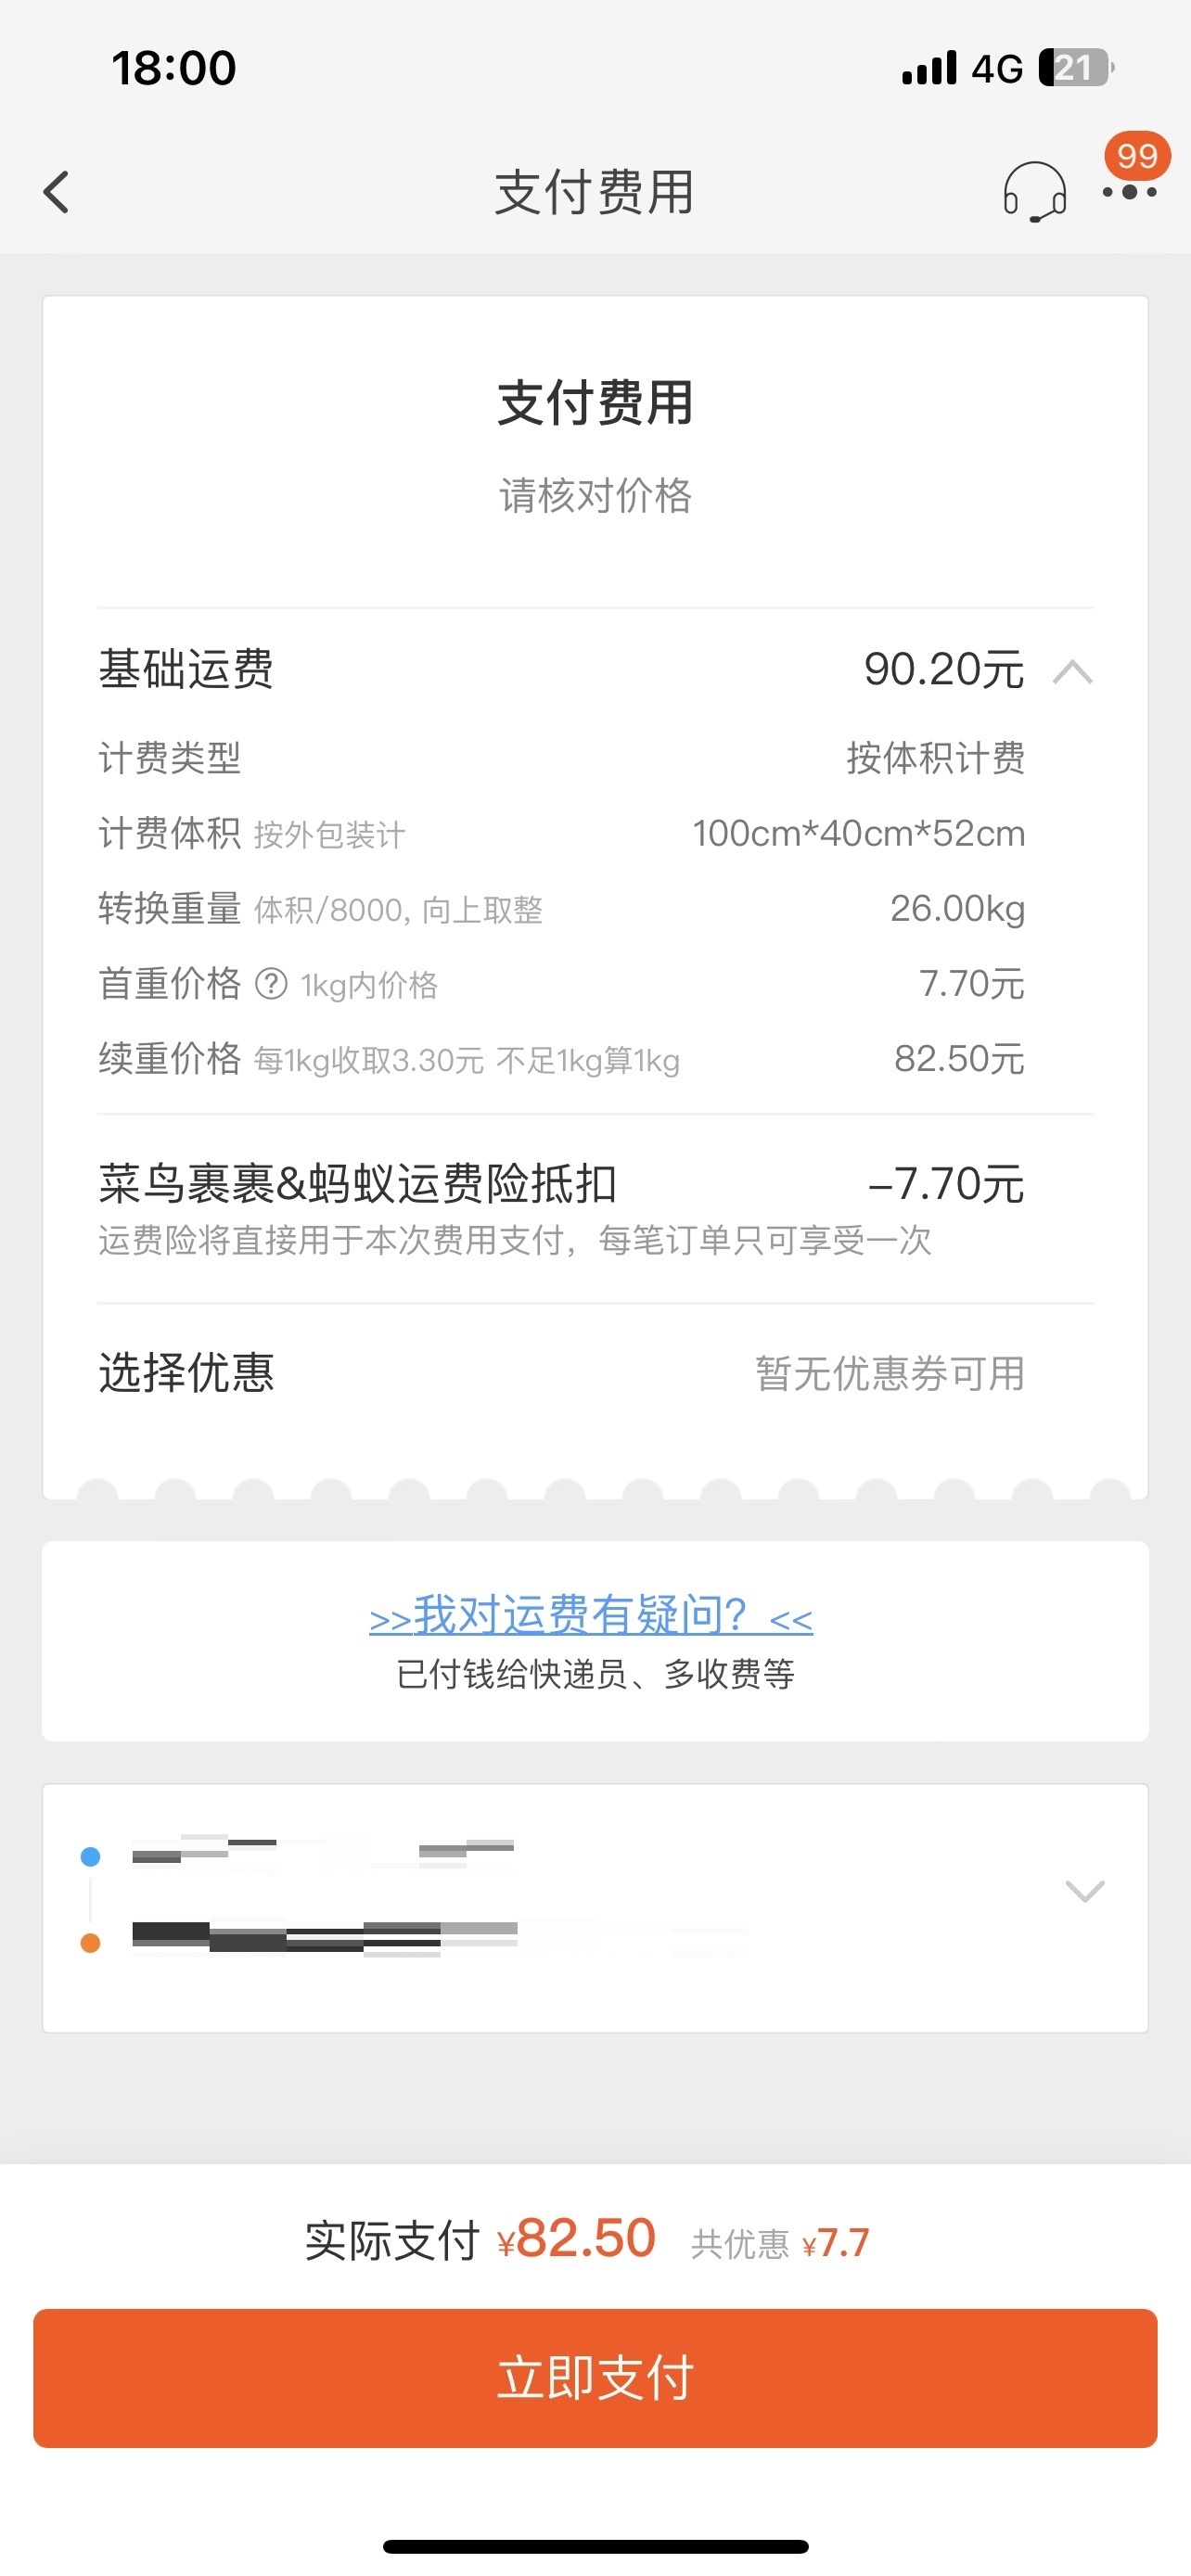 18:00 4G 21
支付费用 99
支付费用
请核对价格
基础运费 90.20元
计费类型 按体积计费
计费体积 按外包装计 100cm*40cm*52cm
转换重量 体积/8000, 向上取整 26.00kg
首重价格 ? 1kg内价格 7.70元
续重价格 每1kg收取3.30元 不足1kg算1kg 82.50元
菜鸟裹裹&蚂蚁运费险抵扣 –7.70元
运费险将直接用于本次费用支付，每笔订单只可享受一次
选择优惠 暂无优惠券可用
>>我对运费有疑问？<<
已付钱给快递员、多收费等
实际支付 ¥82.50 共优惠 ¥7.7
立即支付